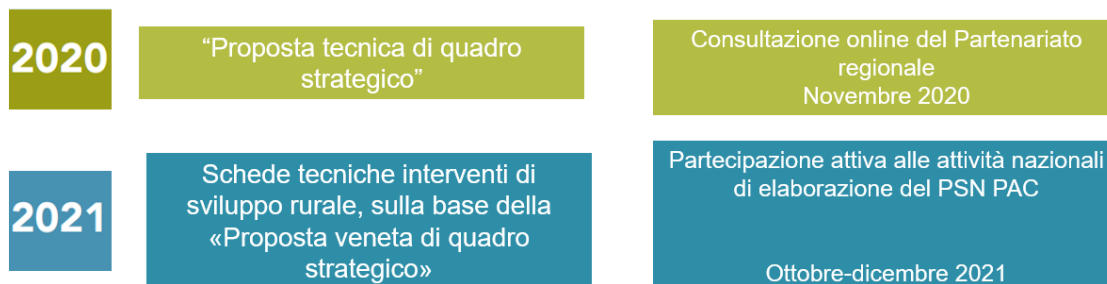 2020
“Proposta tecnica di quadro
strategico”
Consultazione online del Partenariato
regionale
Novembre 2020
2021
Schede tecniche interventi di
sviluppo rurale, sulla base della
«Proposta veneta di quadro
strategico»
Partecipazione attiva alle attività nazionali
di elaborazione del PSN PAC
Ottobre-dicembre 2021